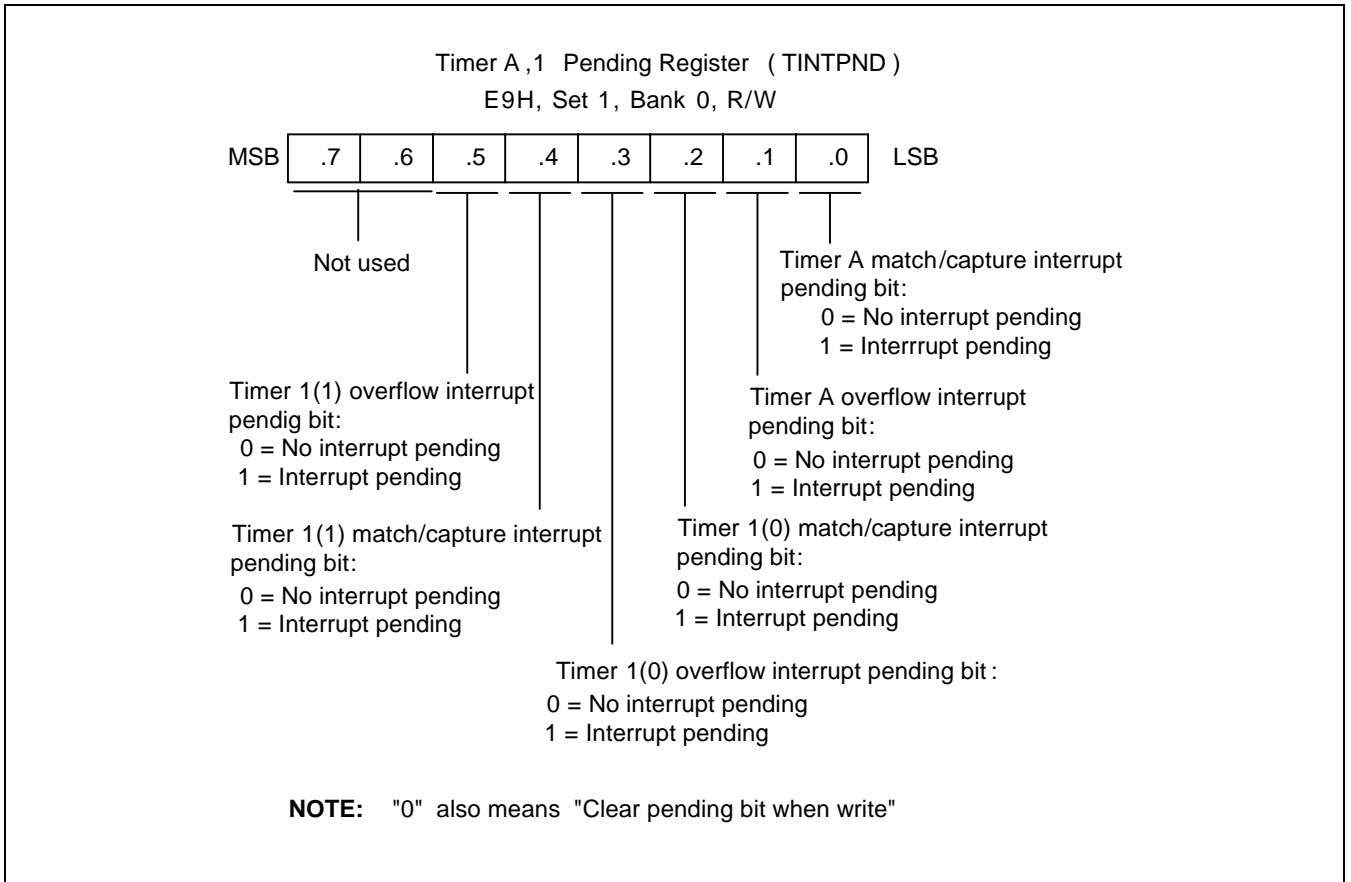 Timer A ,1 Pending Register ( TINTPND )
E9H, Set 1, Bank 0, R/W
MSB .7 .6 .5 .4 .3 .2 .1 .0 LSB
Not used
Timer A match/capture interrupt
pending bit:
0 = No interrupt pending
1 = Interrrupt pending
Timer 1(1) overflow interrupt
pendig bit:
0 = No interrupt pending
1 = Interrupt pending
Timer A overflow interrupt
pending bit:
0 = No interrupt pending
1 = Interrupt pending
Timer 1(1) match/capture interrupt
pending bit:
0 = No interrupt pending
1 = Interrupt pending
Timer 1(0) match/capture interrupt
pending bit:
0 = No interrupt pending
1 = Interrupt pending
Timer 1(0) overflow interrupt pending bit :
0 = No interrupt pending
1 = Interrupt pending
NOTE: "0" also means "Clear pending bit when write"